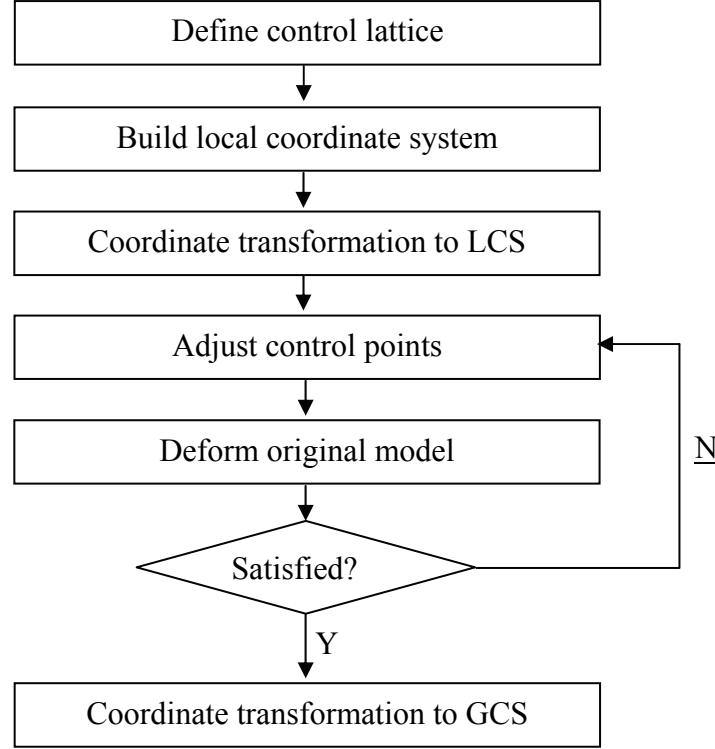 Define control lattice
Build local coordinate system
Coordinate transformation to LCS
Adjust control points
Deform original model
N
Satisfied?
Y
Coordinate transformation to GCS